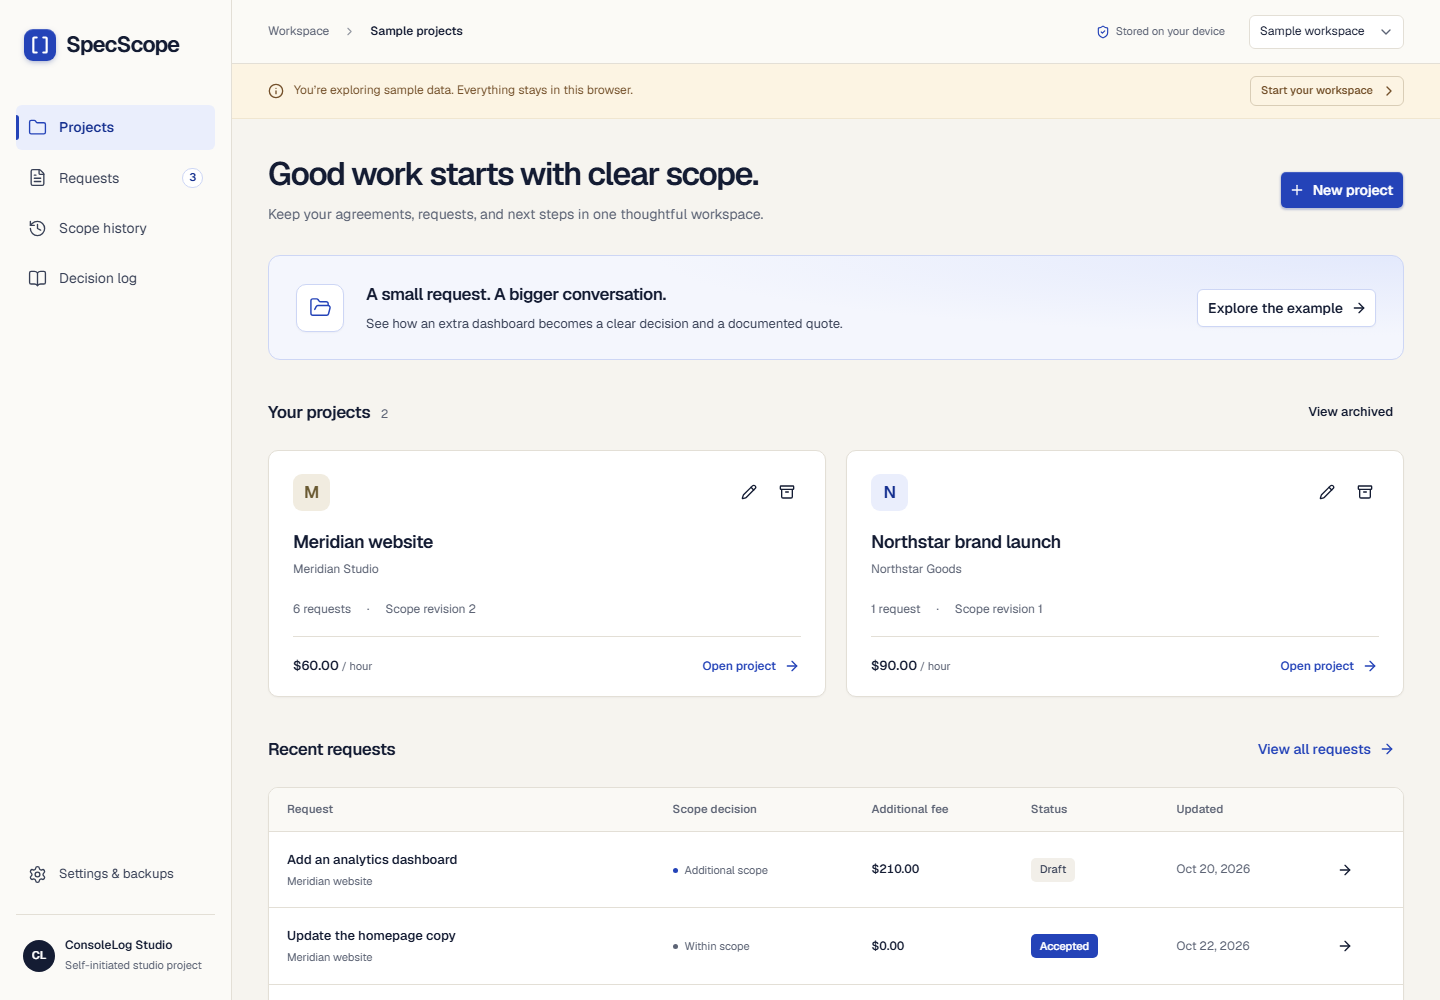 SpecScope
Projects
Requests 3
Scope history
Decision log
Settings & backups
CL
ConsoleLog Studio
Self-initiated studio project
Workspace
Sample projects
Stored on your device
Sample workspace
You're exploring sample data. Everything stays in this browser.
Start your workspace
Good work starts with clear scope.
Keep your agreements, requests, and next steps in one thoughtful workspace.
New project
A small request. A bigger conversation.
See how an extra dashboard becomes a clear decision and a documented quote.
Explore the example
Your projects 2
View archived
M
Meridian website
Meridian Studio
6 requests · Scope revision 2
$60.00 / hour
Open project
N
Northstar brand launch
Northstar Goods
1 request · Scope revision 1
$90.00 / hour
Open project
Recent requests
View all requests
Request Scope decision Additional fee Status Updated
Add an analytics dashboard
Meridian website
Additional scope
$210.00
Draft
Oct 20, 2026
Update the homepage copy
Meridian website
Within scope
$0.00
Accepted
Oct 22, 2026